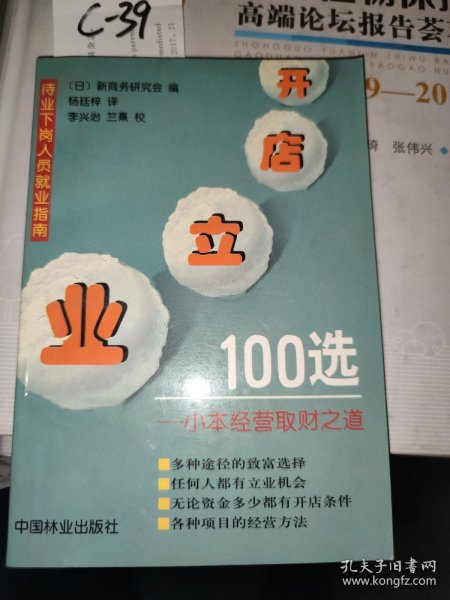 C-39
高端论坛报告荟
9—20
张伟兴
待业下岗人员就业指南
(日)新商务研究会 编
杨廷梓 译
李兴治 竺熹 校
开店立业
100选
——小本经营取财之道
多种途径的致富选择
任何人都有立业机会
无论资金多少都有开店条件
各种项目的经营方法
中国林业出版社
孔夫子旧书网
www.kongfz.com